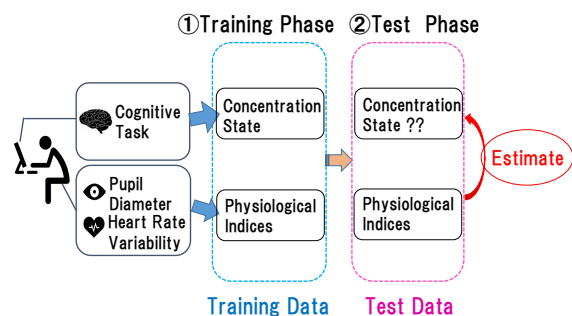 ①Training Phase
②Test Phase
Cognitive
Task
Concentration
State
Concentration
State ??
Estimate
Pupil
Diameter
Heart Rate
Variability
Physiological
Indices
Physiological
Indices
Training Data
Test Data